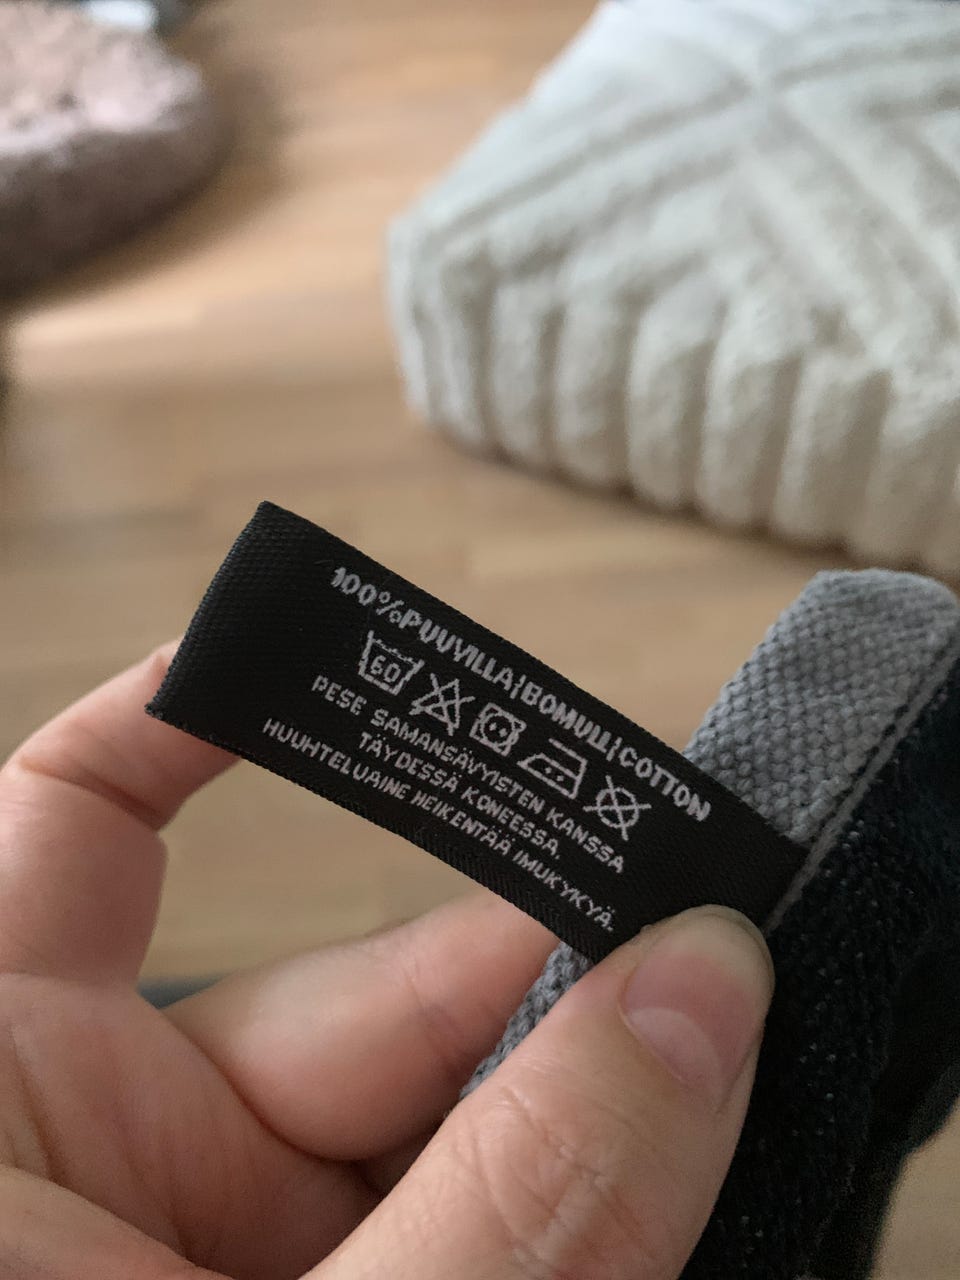 100% PUUVILLA|BOMULL|COTTON
60
PESE SAMANSÄVYISTEN KANSSA
TÄYDESSÄ KONEESSA.
HUUHTELUAINE HEIKENTÄÄ IMUKYKYÄ.